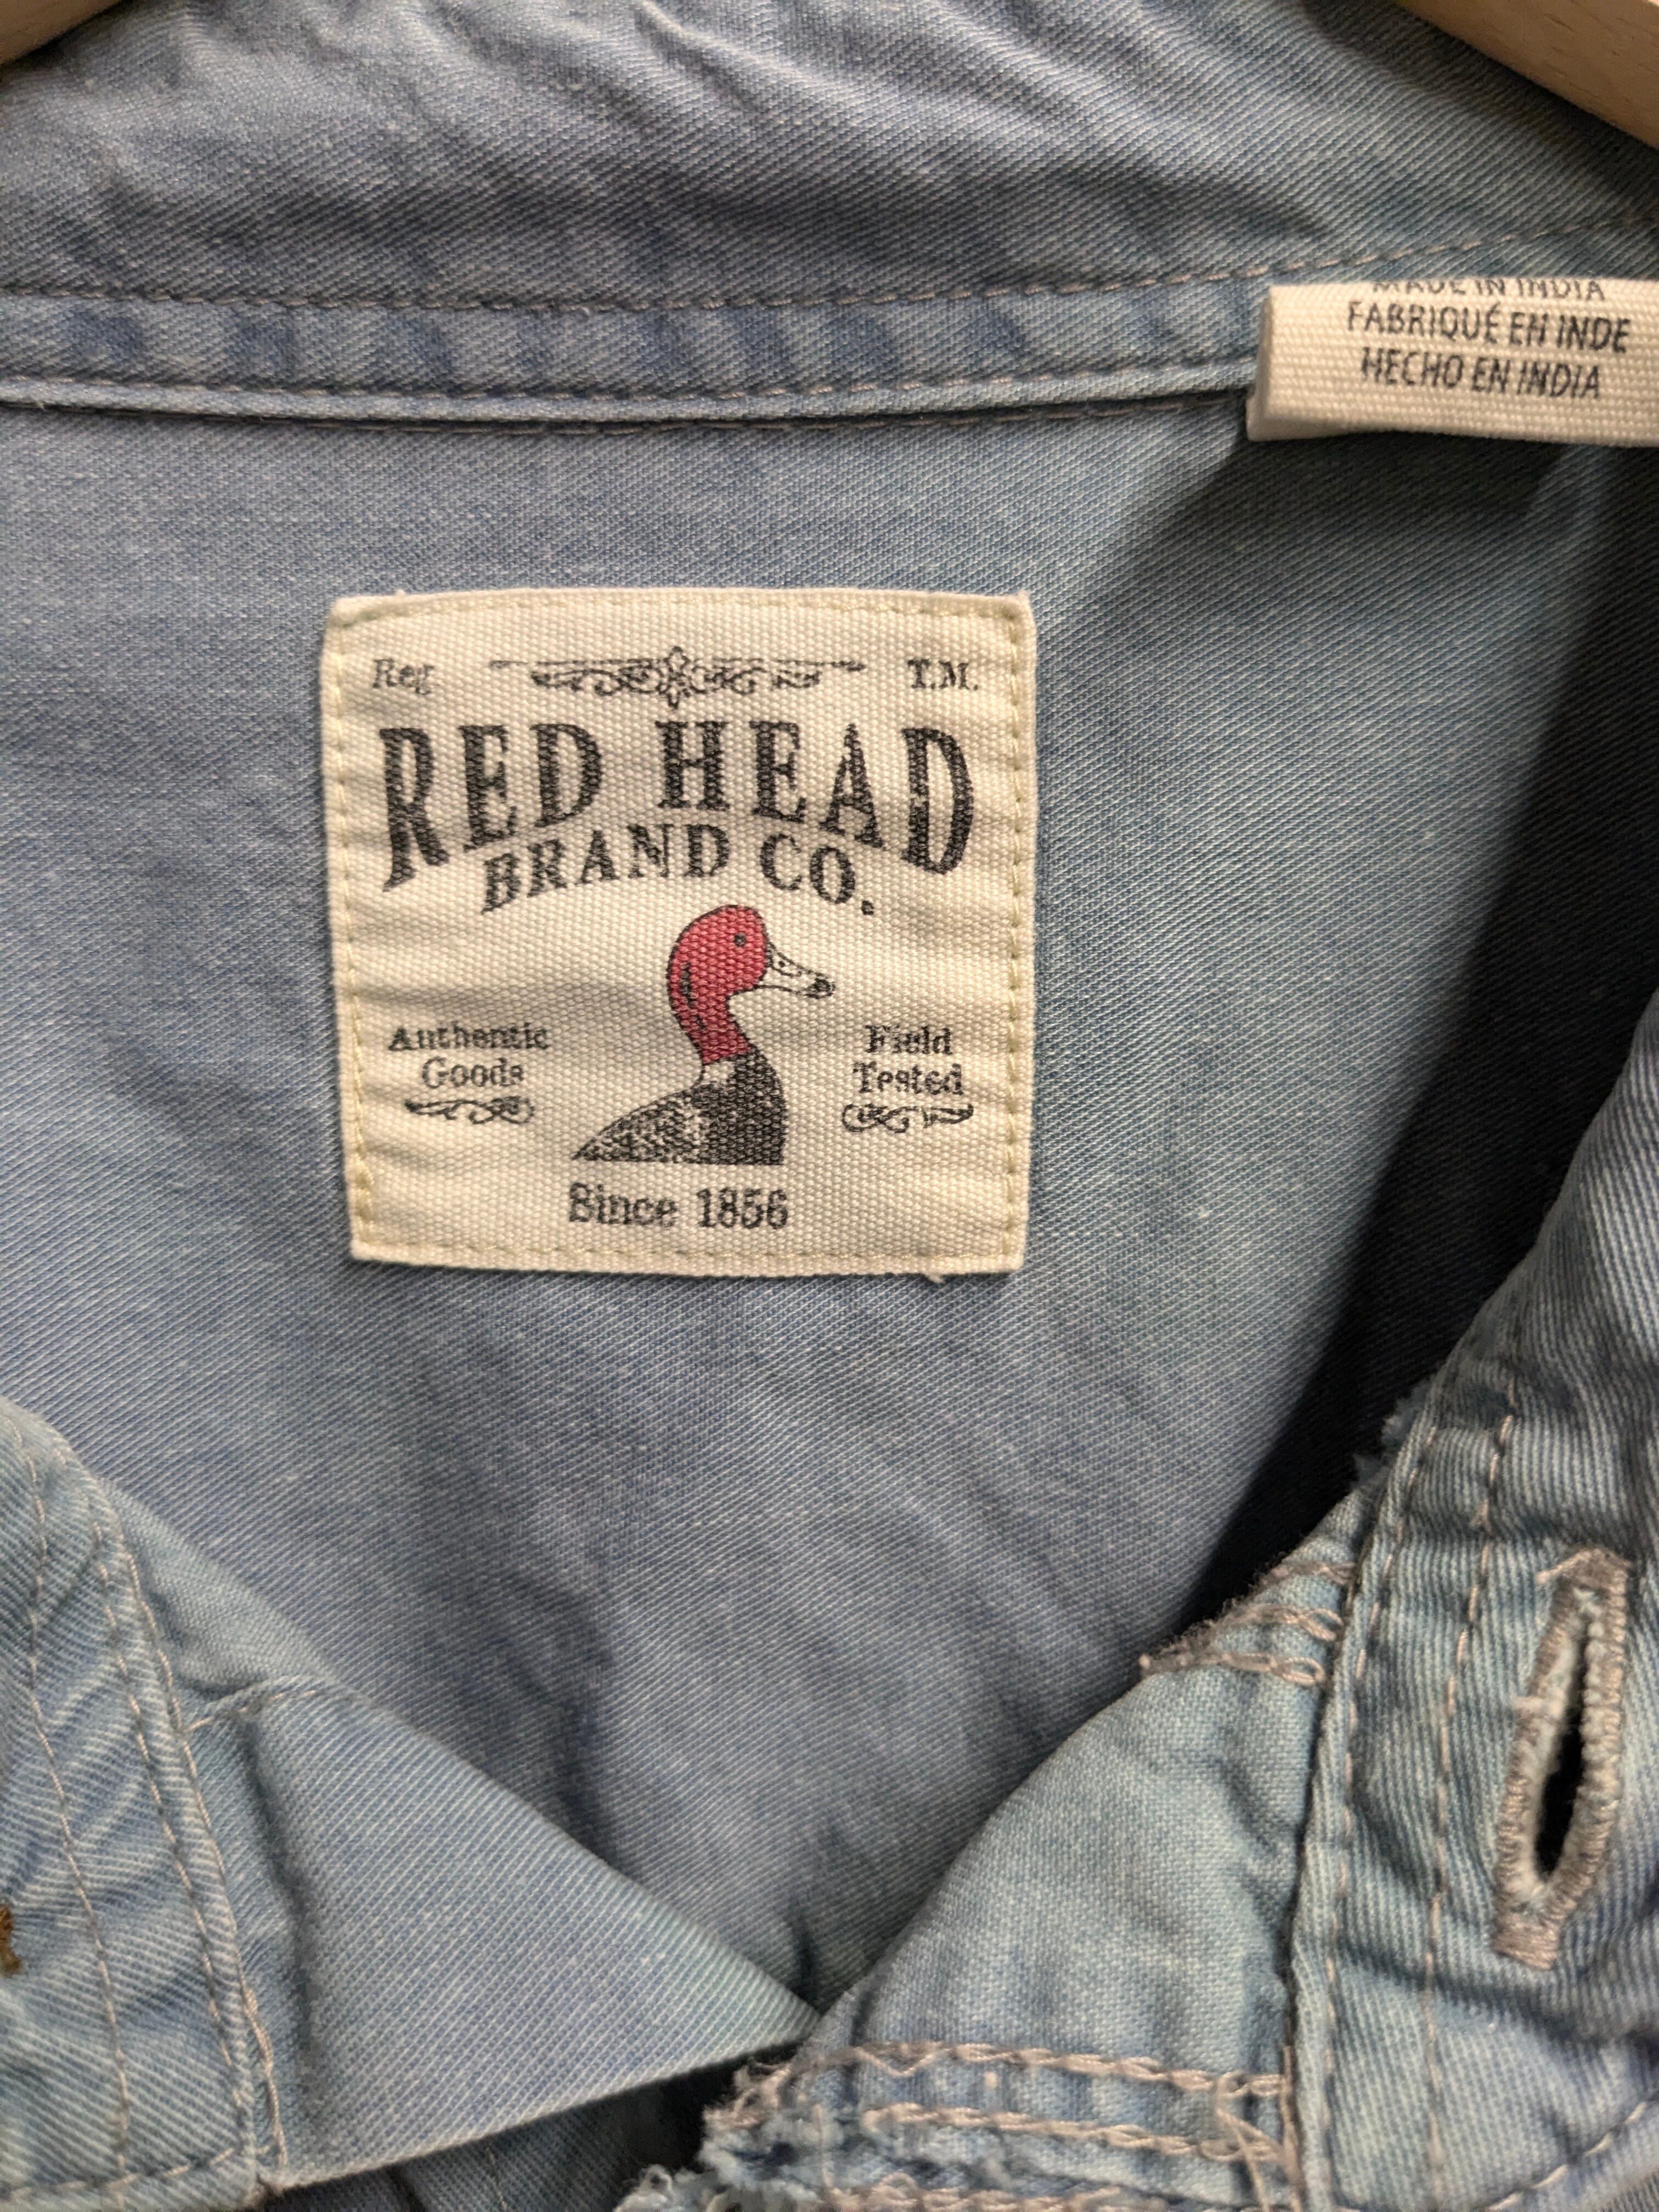 MADE IN INDIA
FABRIQUÉ EN INDE
HECHO EN INDIA
Reg T.M.
RED HEAD
BRAND CO.
Authentic
Goods
Field
Tested
Since 1856